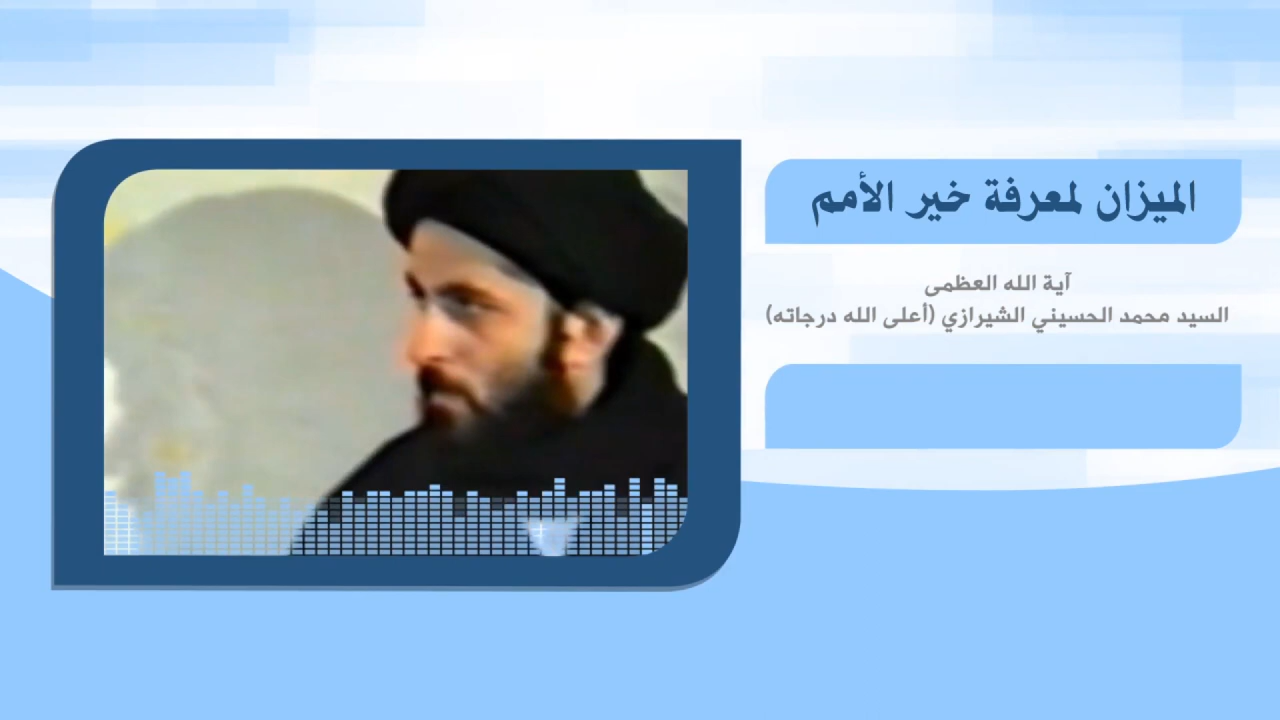 الميزان لمعرفة خير الأمم
آية الله العظمى
السيد محمد الحسيني الشيرازي (أعلى الله درجاته)